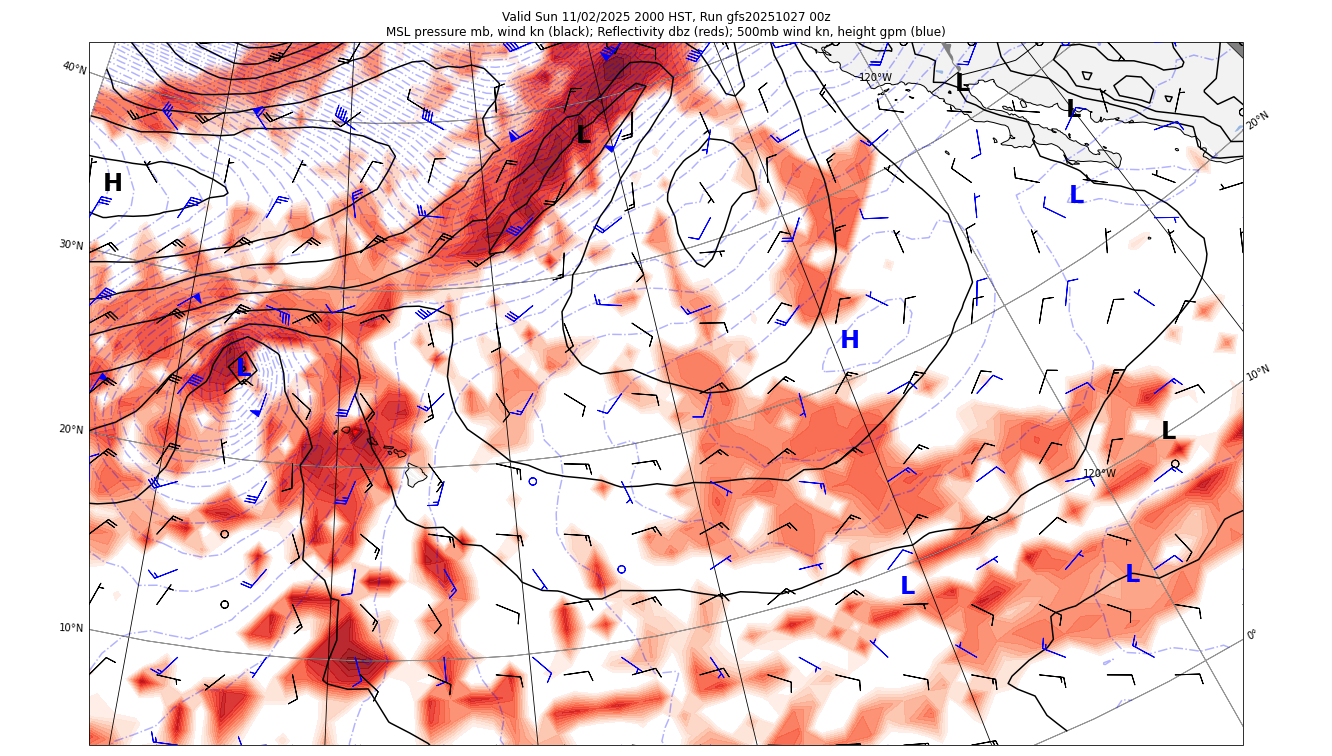 Valid Sun 11/02/2025 2000 HST, Run gfs20251027 00z
MSL pressure mb, wind kn (black); Reflectivity dbz (reds); 500mb wind kn, height gpm (blue)
40°N
120°W
L
L
20°N
L
H
L
30°N
H
L
10°N
20°N
L
120°W
L
L
10°N
0°